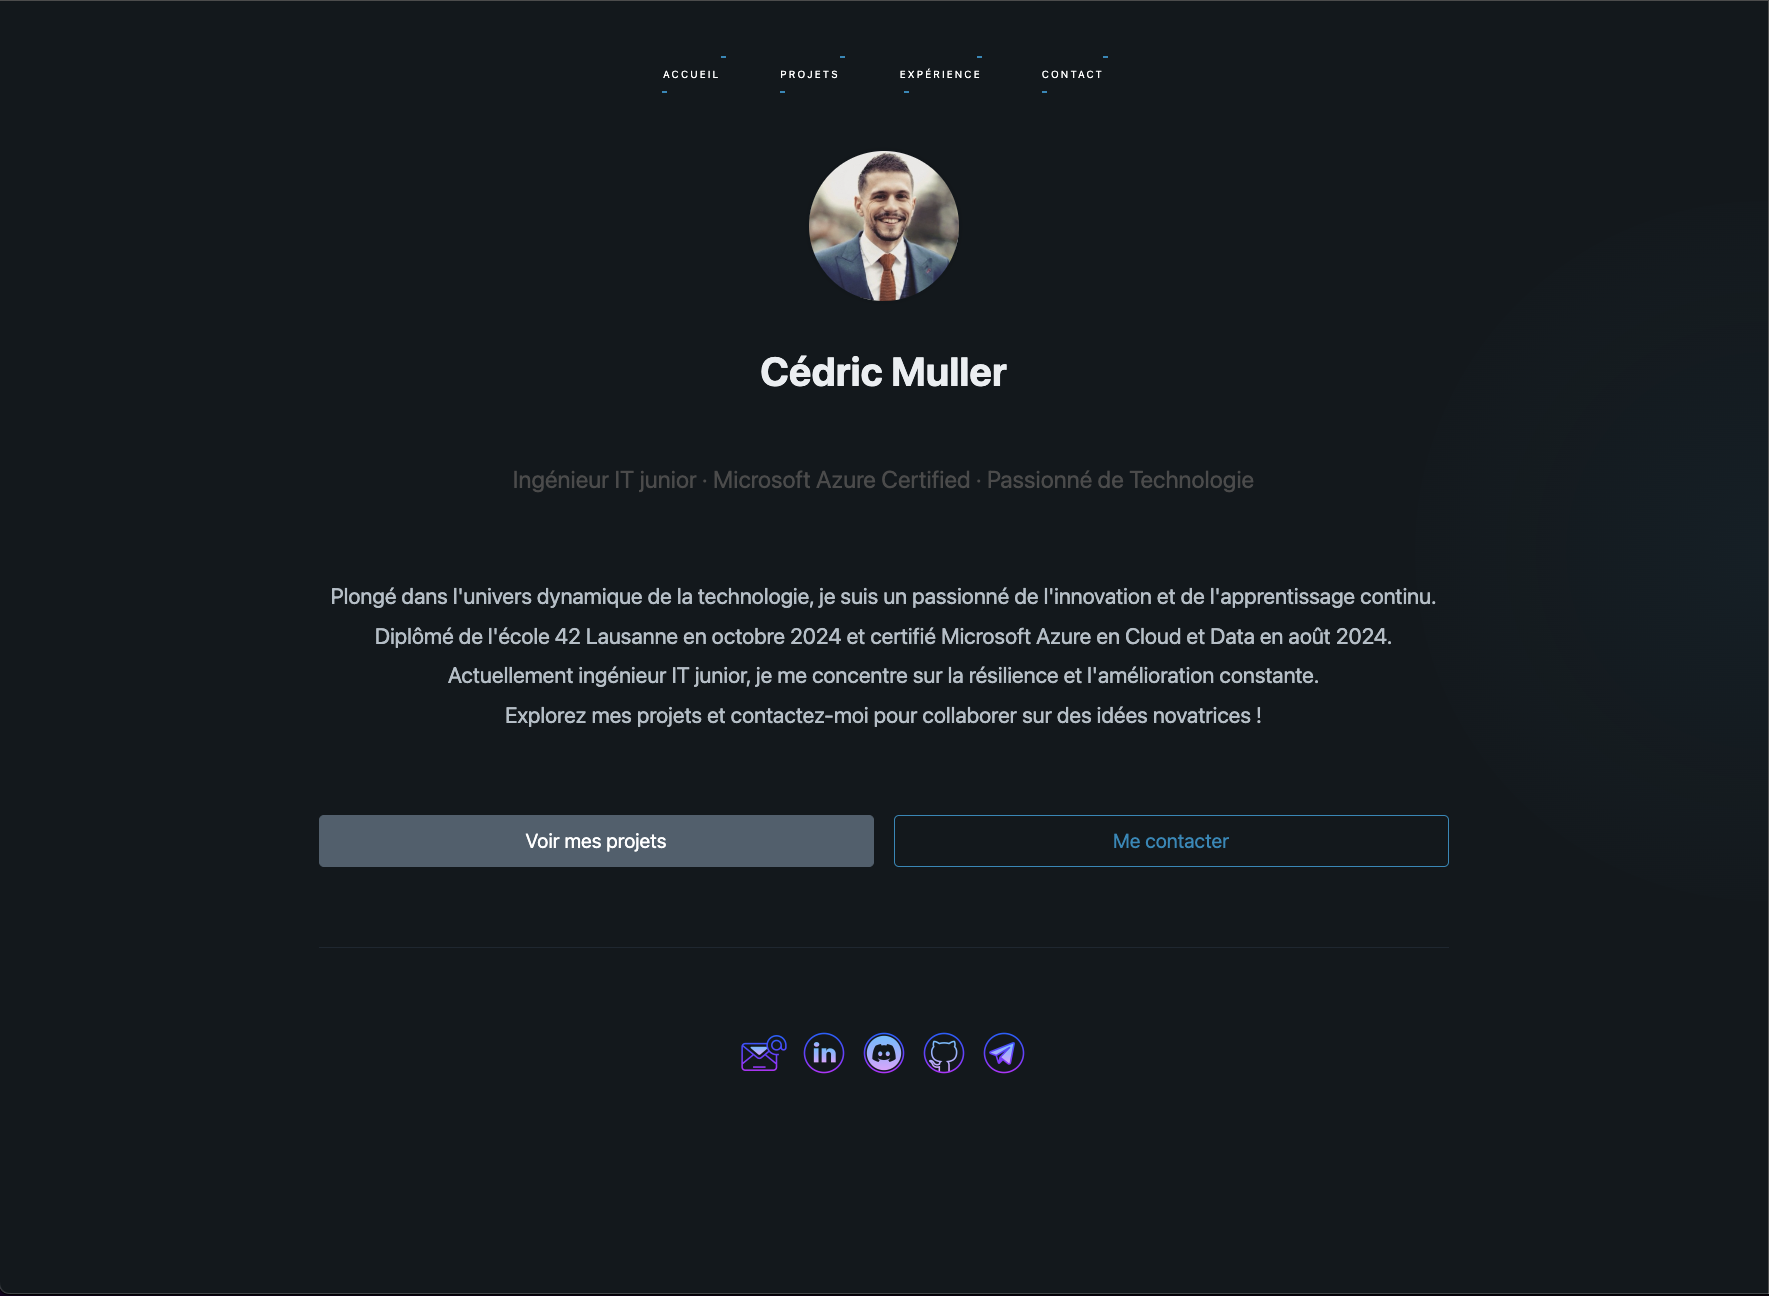 ACCUEIL PROJETS EXPÉRIENCE CONTACT
Cédric Muller
Ingénieur IT junior · Microsoft Azure Certified · Passionné de Technologie
Plongé dans l'univers dynamique de la technologie, je suis un passionné de l'innovation et de l'apprentissage continu.
Diplômé de l'école 42 Lausanne en octobre 2024 et certifié Microsoft Azure en Cloud et Data en août 2024.
Actuellement ingénieur IT junior, je me concentre sur la résilience et l'amélioration constante.
Explorez mes projets et contactez-moi pour collaborer sur des idées novatrices !
Voir mes projets Me contacter
@ in